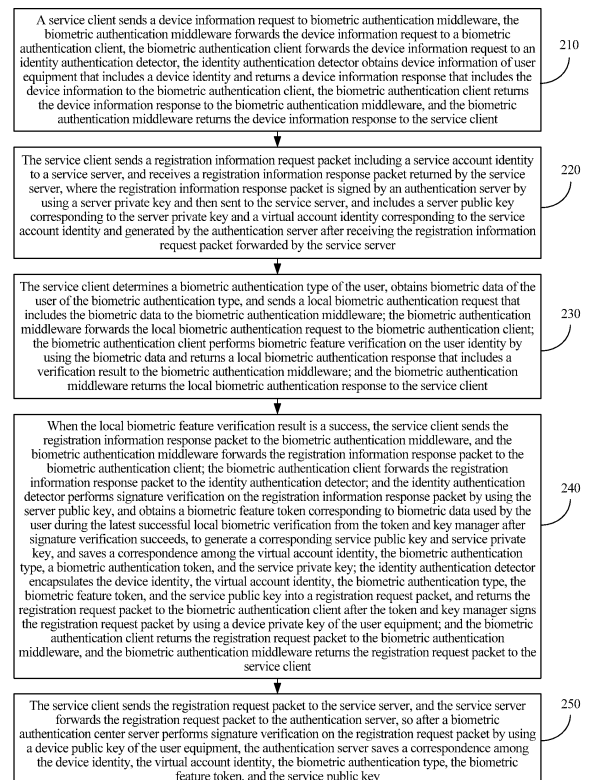 A service client sends a device information request to biometric authentication middleware, the
biometric authentication middleware forwards the device information request to a biometric
authentication client, the biometric authentication client forwards the device information request to an
identity authentication detector, the identity authentication detector obtains device information of user
equipment that includes a device identity and returns a device information response that includes the
device information to the biometric authentication client, the biometric authentication client returns
the device information response to the biometric authentication middleware, and the biometric
authentication middleware returns the device information response to the service client
210
The service client sends a registration information request packet including a service account identity
to a service server, and receives a registration information response packet returned by the service
server, where the registration information response packet is signed by an authentication server by
using a server private key and then sent to the service server, and includes a server public key
corresponding to the server private key and a virtual account identity corresponding to the service
account identity and generated by the authentication server after receiving the registration information
request packet forwarded by the service server
220
The service client determines a biometric authentication type of the user, obtains biometric data of the
user of the biometric authentication type, and sends a local biometric authentication request that
includes the biometric data to the biometric authentication middleware; the biometric authentication
middleware forwards the local biometric authentication request to the biometric authentication client;
the biometric authentication client performs biometric feature verification on the user identity by
using the biometric data and returns a local biometric authentication response that includes a
verification result to the biometric authentication middleware; and the biometric authentication
middleware returns the local biometric authentication response to the service client
230
When the local biometric feature verification result is a success, the service client sends the
registration information response packet to the biometric authentication middleware, and the
biometric authentication middleware forwards the registration information response packet to the
biometric authentication client; the biometric authentication client forwards the registration
information response packet to the identity authentication detector; and the identity authentication
detector performs signature verification on the registration information response packet by using the
server public key, and obtains a biometric feature token corresponding to biometric data used by the
user during the latest successful local biometric verification from the token and key manager after
signature verification succeeds, to generate a corresponding service public key and service private
key, and saves a correspondence among the virtual account identity, the biometric authentication
type, a biometric authentication token, and the service private key; the identity authentication detector
encapsulates the device identity, the virtual account identity, the biometric authentication type, the
biometric feature token, and the service public key into a registration request packet, and returns the
registration request packet to the biometric authentication client after the token and key manager signs
the registration request packet by using a device private key of the user equipment; and the biometric
authentication client returns the registration request packet to the biometric authentication
middleware, and the biometric authentication middleware returns the registration request packet to the
service client
240
The service client sends the registration request packet to the service server, and the service server
forwards the registration request packet to the authentication server, so after a biometric
authentication center server performs signature verification on the registration request packet by using
a device public key of the user equipment, the authentication server saves a correspondence among
the device identity, the virtual account identity, the biometric authentication type, the biometric
feature token, and the service public key
250